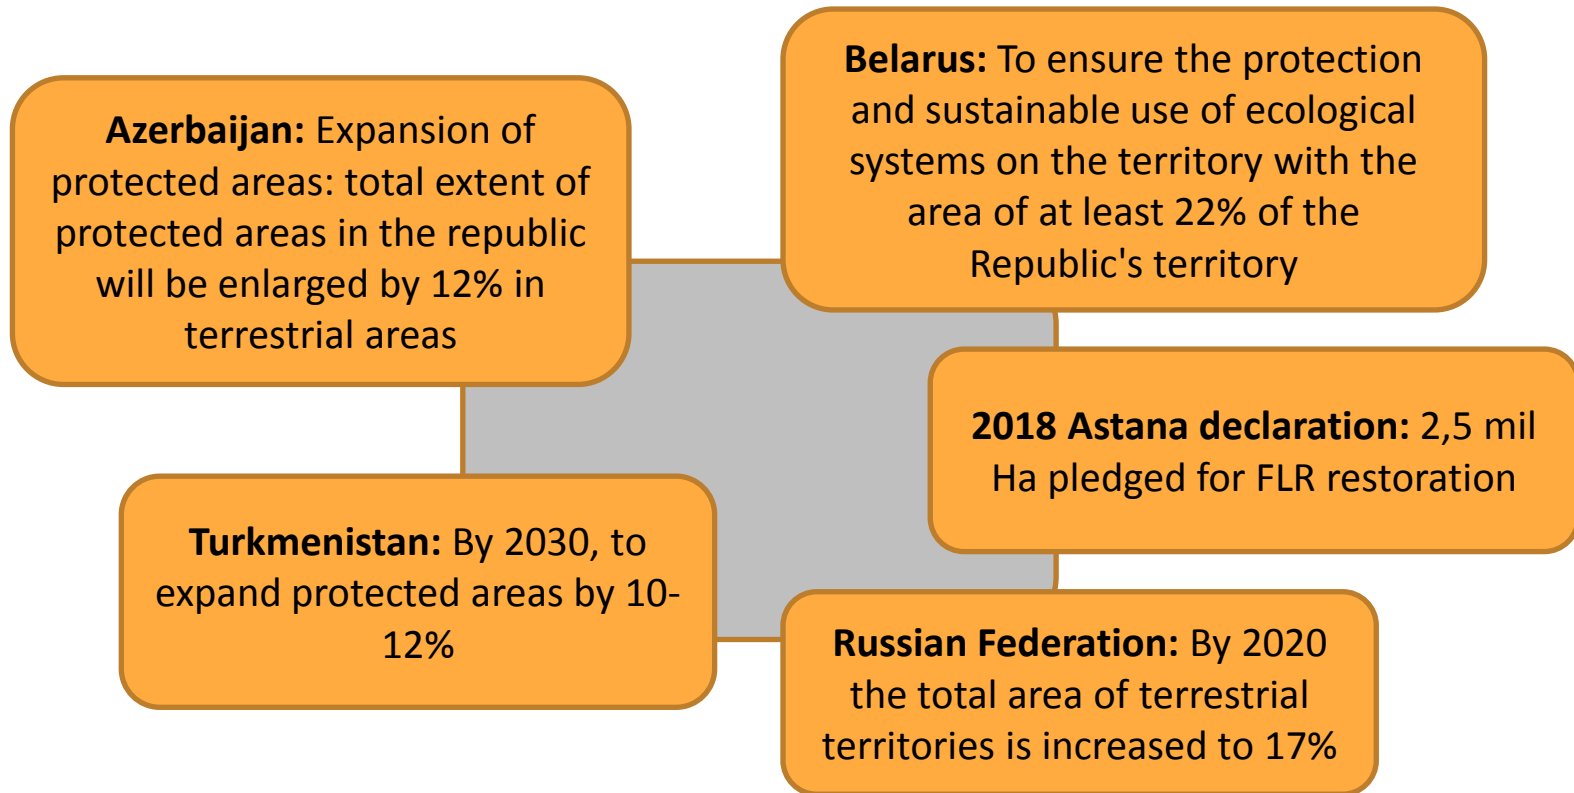 Azerbaijan: Expansion of
protected areas: total extent of
protected areas in the republic
will be enlarged by 12% in
terrestrial areas
Belarus: To ensure the protection
and sustainable use of ecological
systems on the territory with the
area of at least 22% of the
Republic's territory
2018 Astana declaration: 2,5 mil
Ha pledged for FLR restoration
Turkmenistan: By 2030, to
expand protected areas by 10-
12%
Russian Federation: By 2020
the total area of terrestrial
territories is increased to 17%